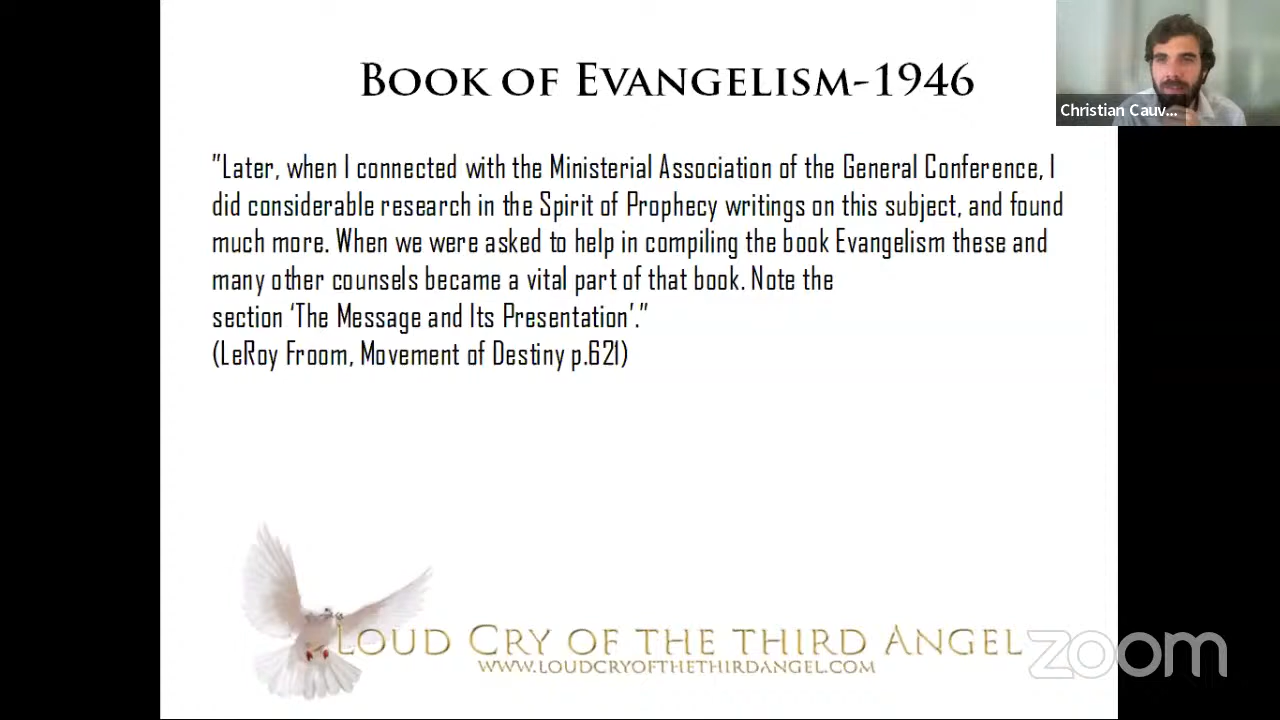 BOOK OF EVANGELISM-1946
Christian Cauv...
"Later, when I connected with the Ministerial Association of the General Conference, I
did considerable research in the Spirit of Prophecy writings on this subject, and found
much more. When we were asked to help in compiling the book Evangelism these and
many other counsels became a vital part of that book. Note the
section ‘The Message and Its Presentation’."
(LeRoy Froom, Movement of Destiny p.621)
LOUD CRY OF THE THIRD ANGEL
WWW.LOUDCRYOFTHETHIRDANGEL.COM
zoom